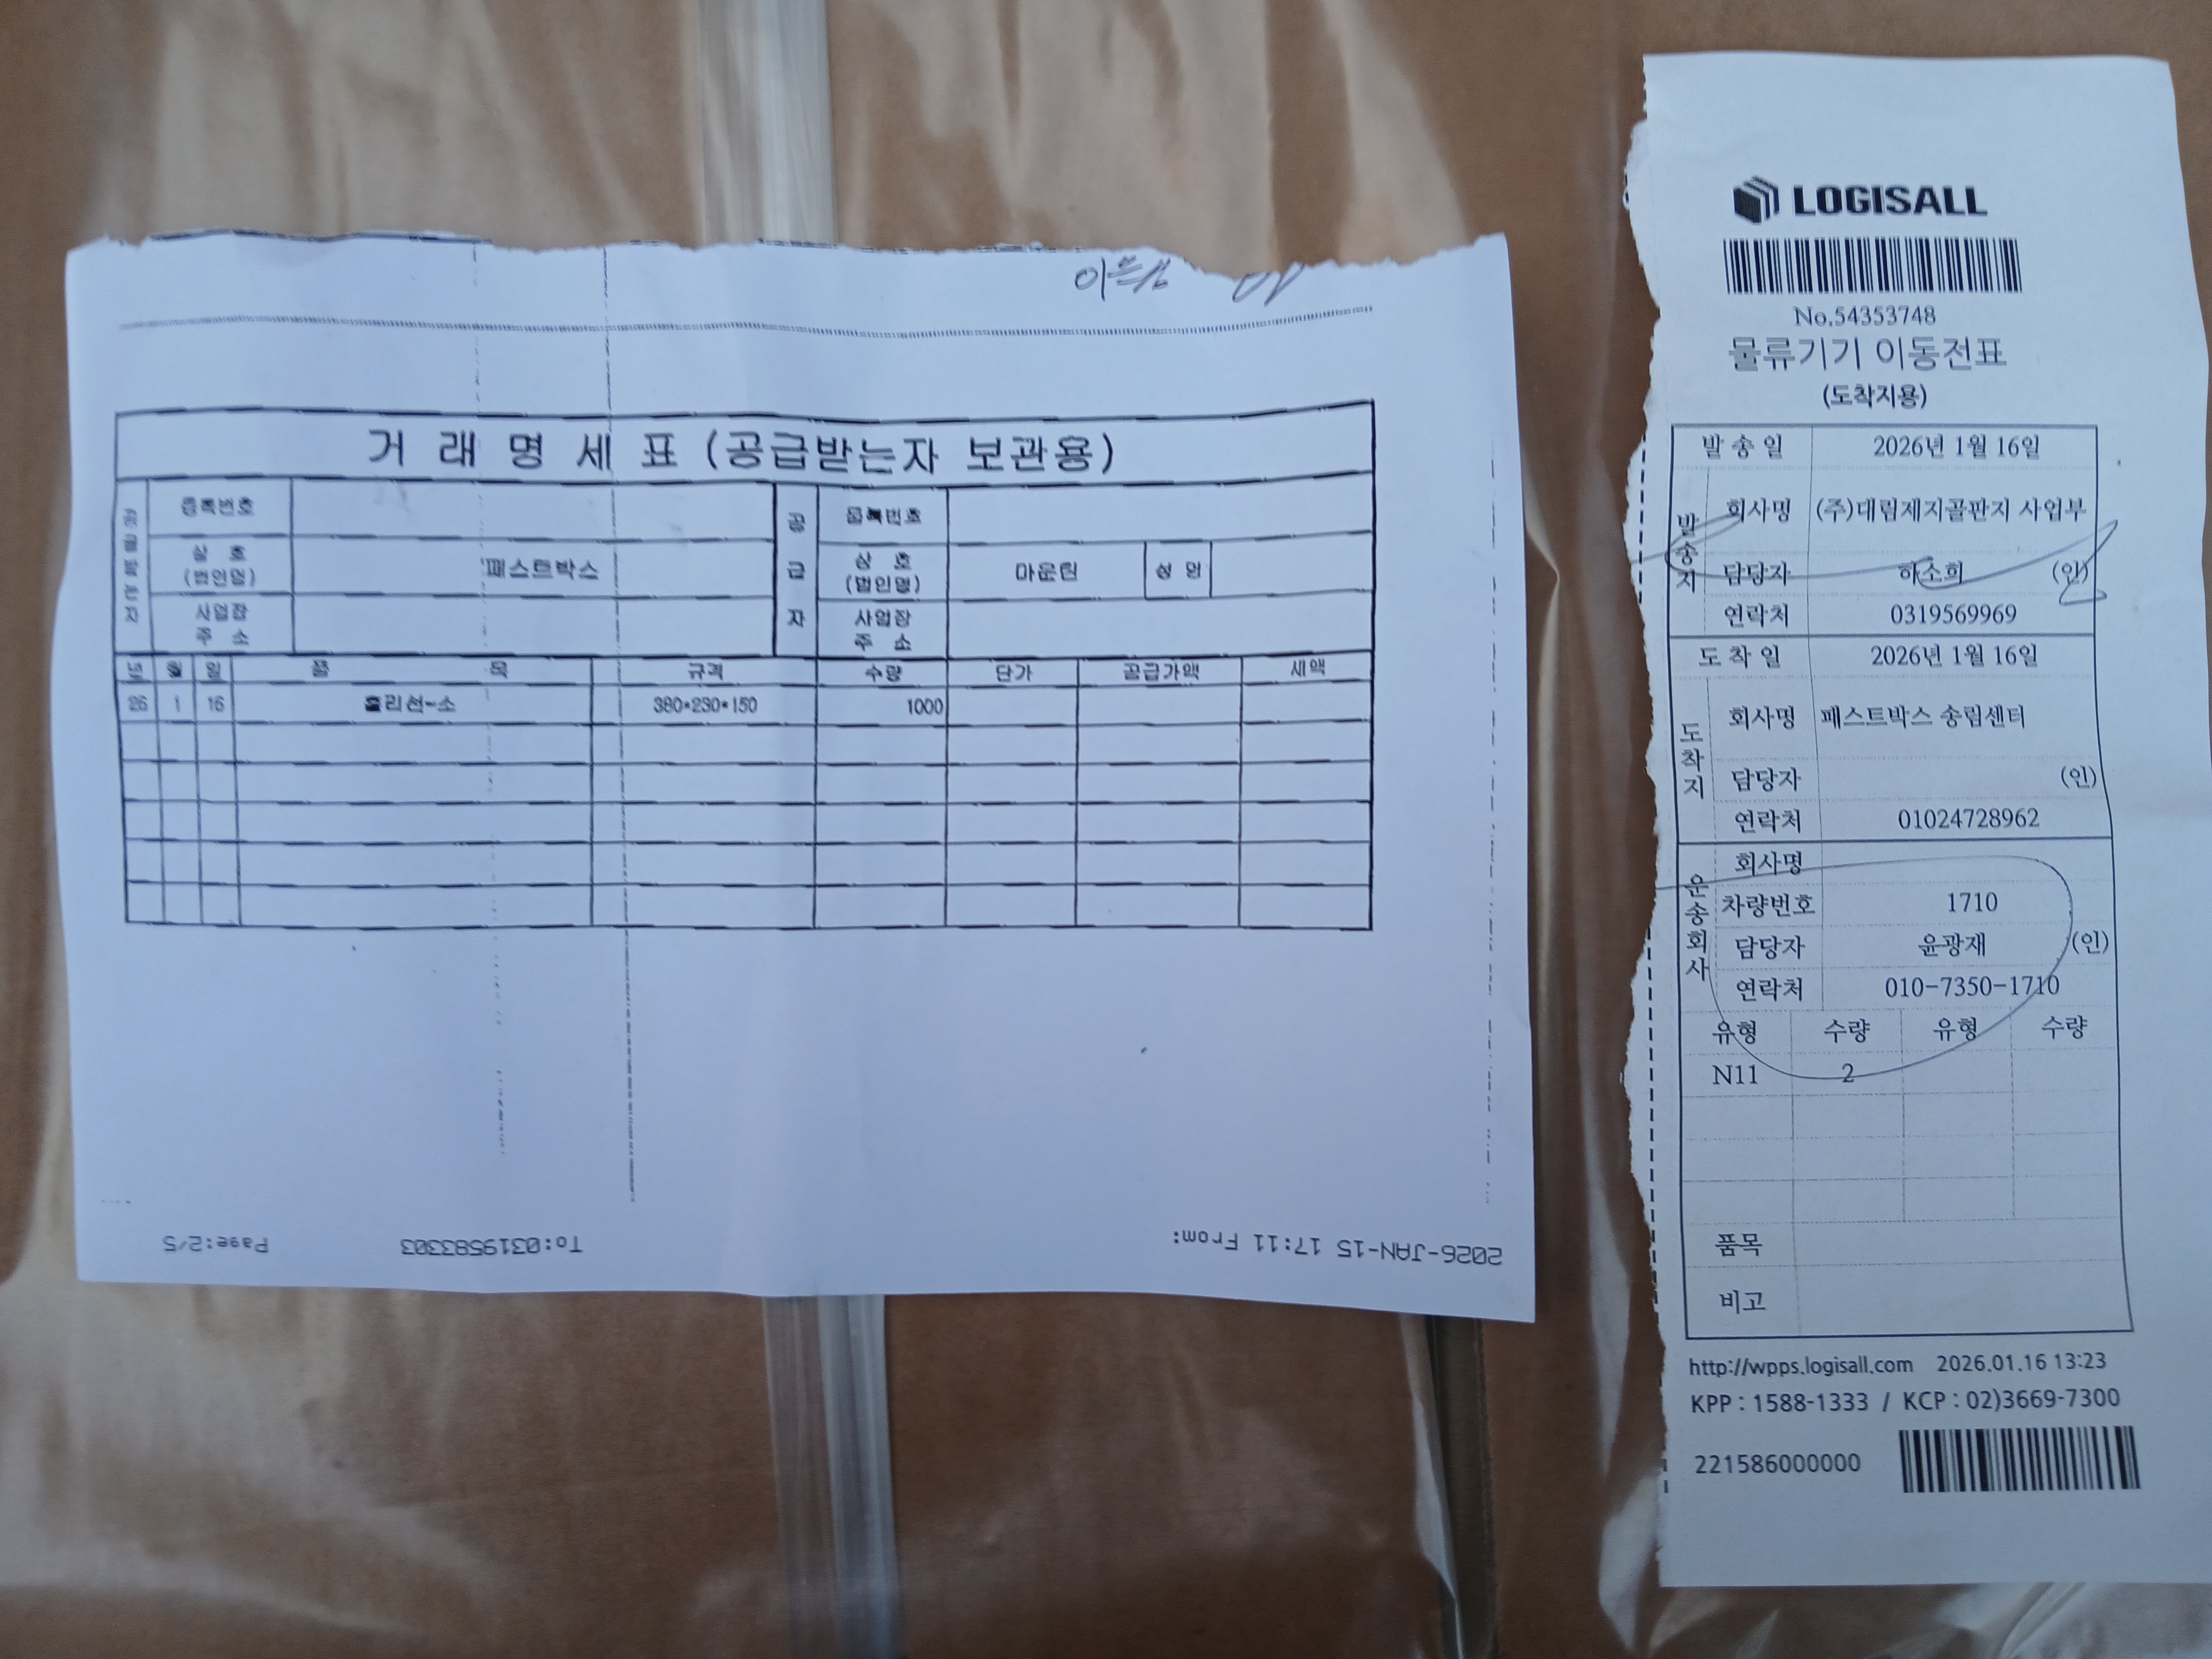 거 래 명 세 표 (공급받는자 보관용)
공급받는자 등록번호 공급자 등록번호
상 호 (법인명) 패스트박스 상 호 (법인명) 마운틴 성 명
사업장 주 소 사업장 주 소
년 월 일 품 목 규격 수량 단가 공급가액 세액
26 1 16 홀리선-소 380*230*150 1000
2026-JAN-15 17:11 From: To:0319583303 Page:2/5
LOGISALL
No.54353748
물류기기 이동전표
(도착지용)
발 송 일 2026년 1월 16일
발송지
회사명 (주)대림제지골판지 사업부
담당자 하소희 (인)
연락처 0319569969
도 착 일 2026년 1월 16일
도착지
회사명 패스트박스 송림센터
담당자 (인)
연락처 01024728962
운송회사
회사명
차량번호 1710
담당자 윤광재 (인)
연락처 010-7350-1710
유형 수량 유형 수량
N11 2
품목
비고
http://wpps.logisall.com 2026.01.16 13:23
KPP : 1588-1333 / KCP : 02)3669-7300
221586000000